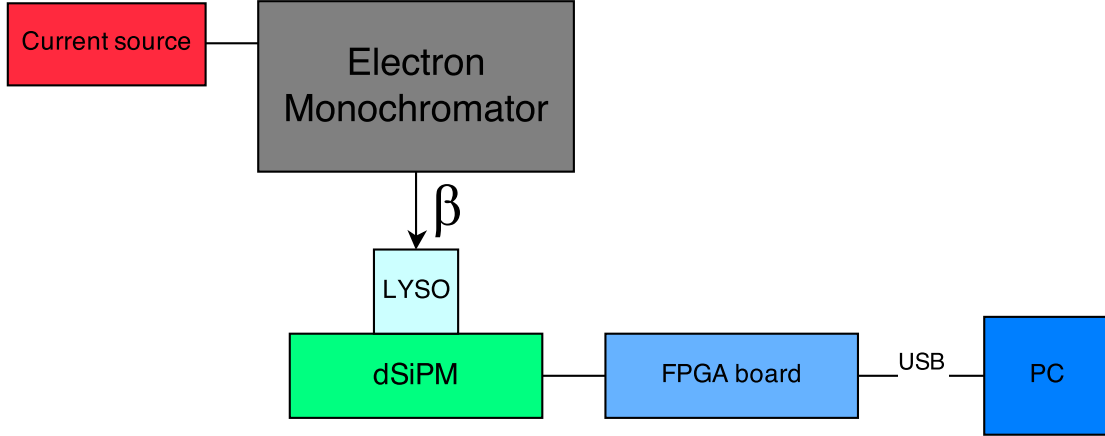 Current source
Electron
Monochromator
β
LYSO
dSiPM
FPGA board
USB
PC